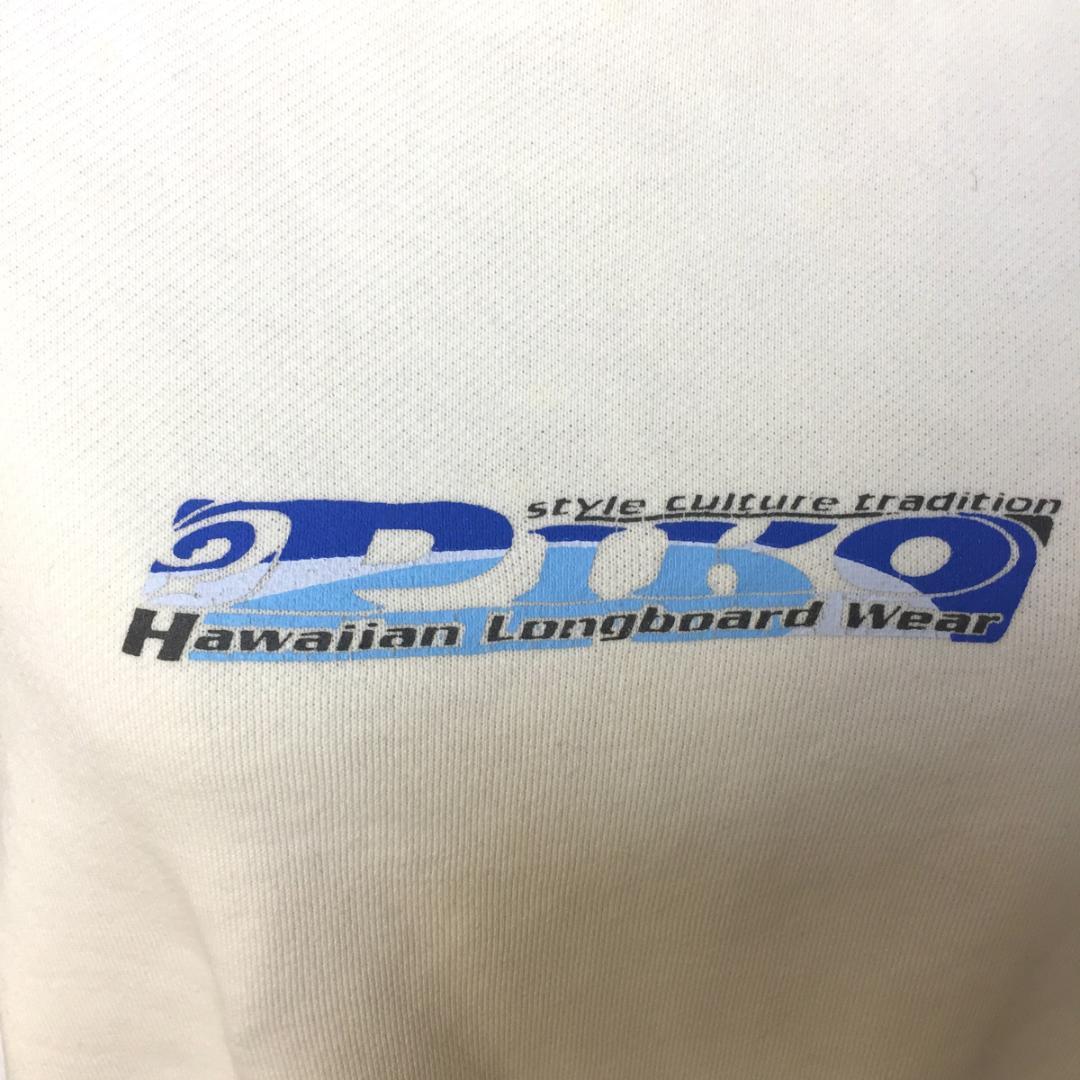 style culture tradition
PIKO
Hawaiian Longboard Wear